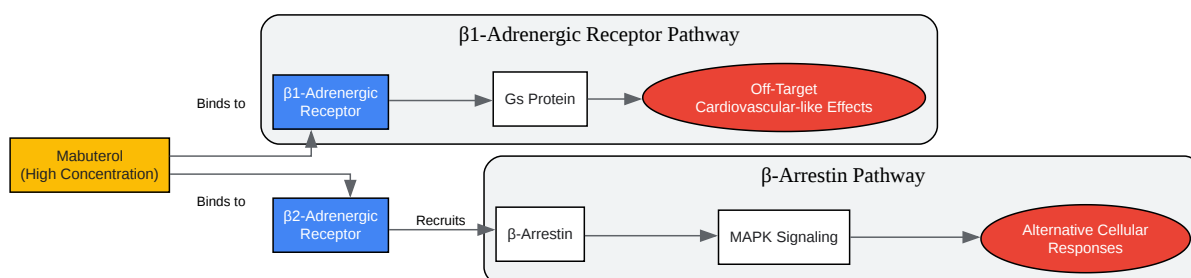 β1-Adrenergic Receptor Pathway
Binds to
β1-Adrenergic
Receptor
Gs Protein
Off-Target
Cardiovascular-like Effects
Mabuterol
(High Concentration)
β-Arrestin Pathway
Binds to
β2-Adrenergic
Receptor
Recruits
β-Arrestin
MAPK Signaling
Alternative Cellular
Responses